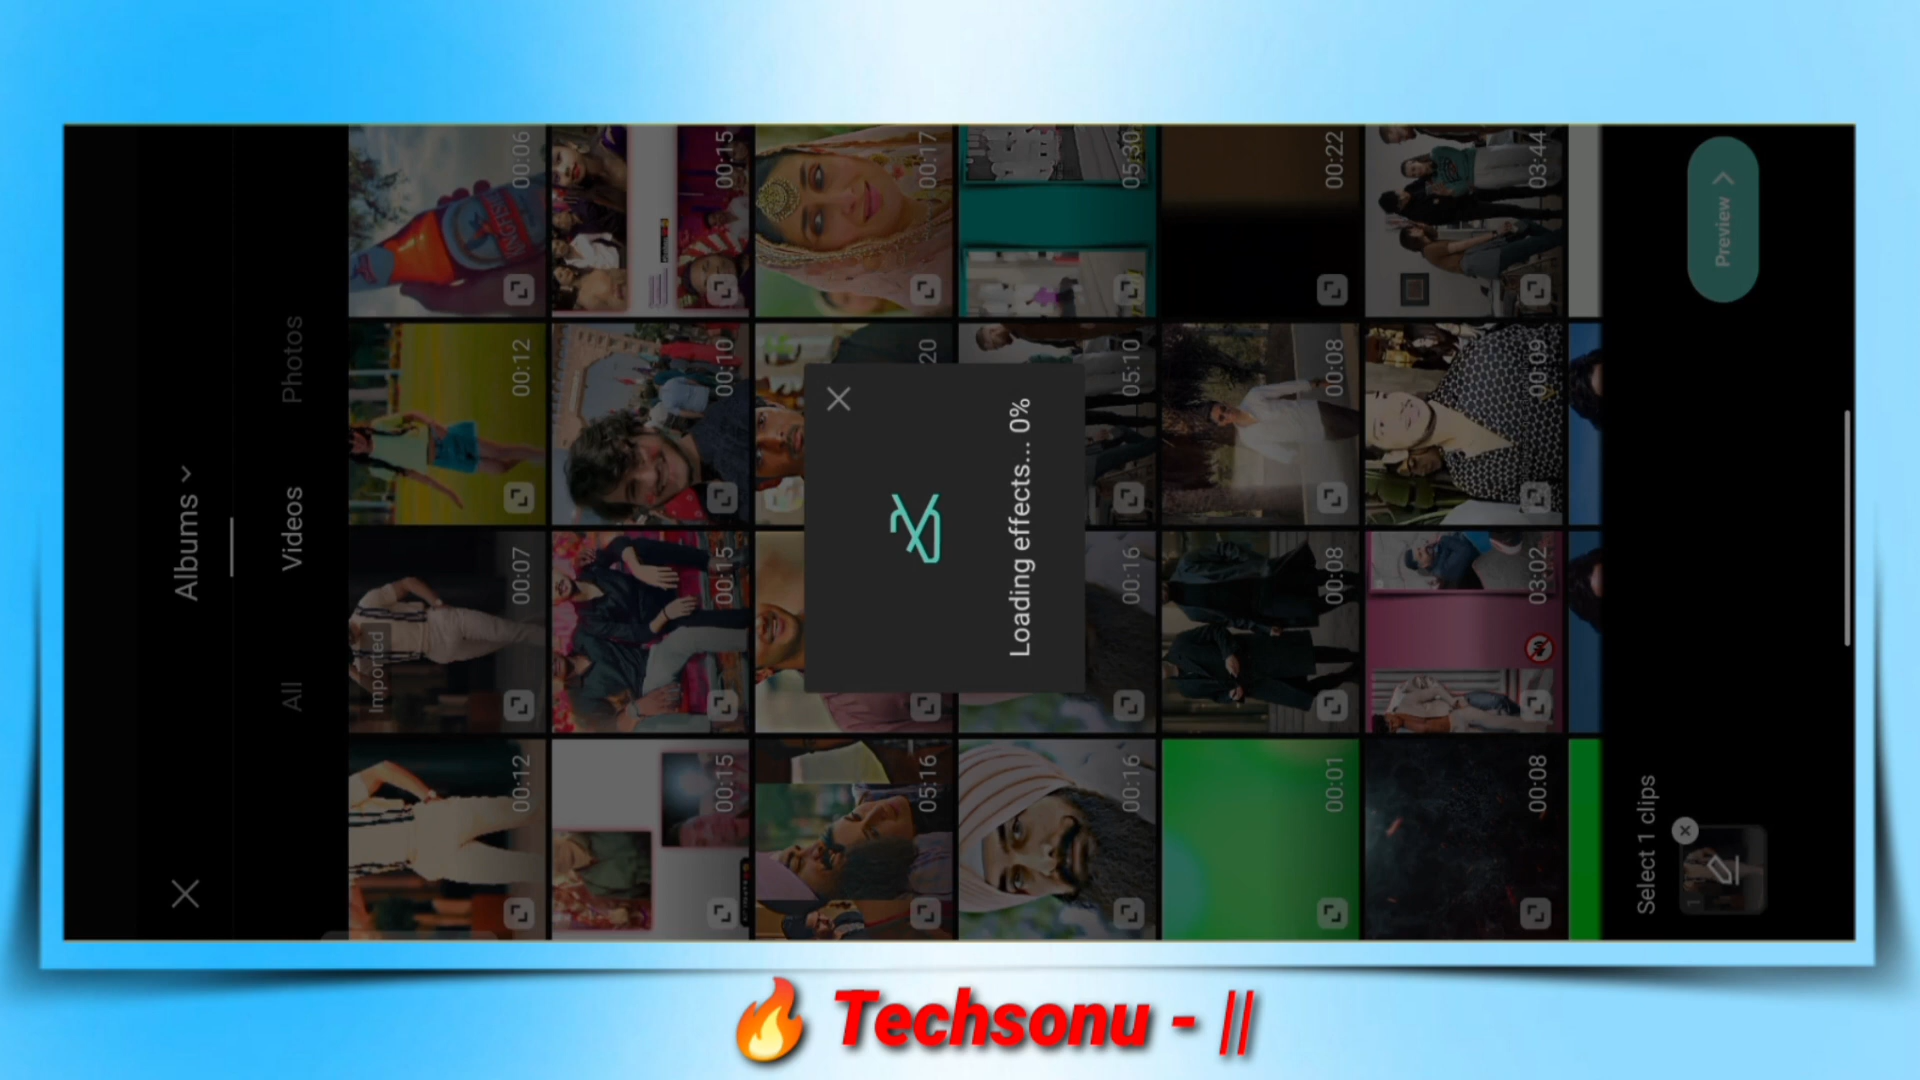 Albums
All
Videos
Photos
00:12
00:07
Imported
00:12
00:06
00:15
00:15
00:10
00:15
05:16
20
00:17
00:16
00:16
05:10
05:30
00:01
00:08
00:08
00:22
00:08
03:02
00:09
03:44
Loading effects... 0%
Select 1 clips
1
Preview
Techsonu - ||